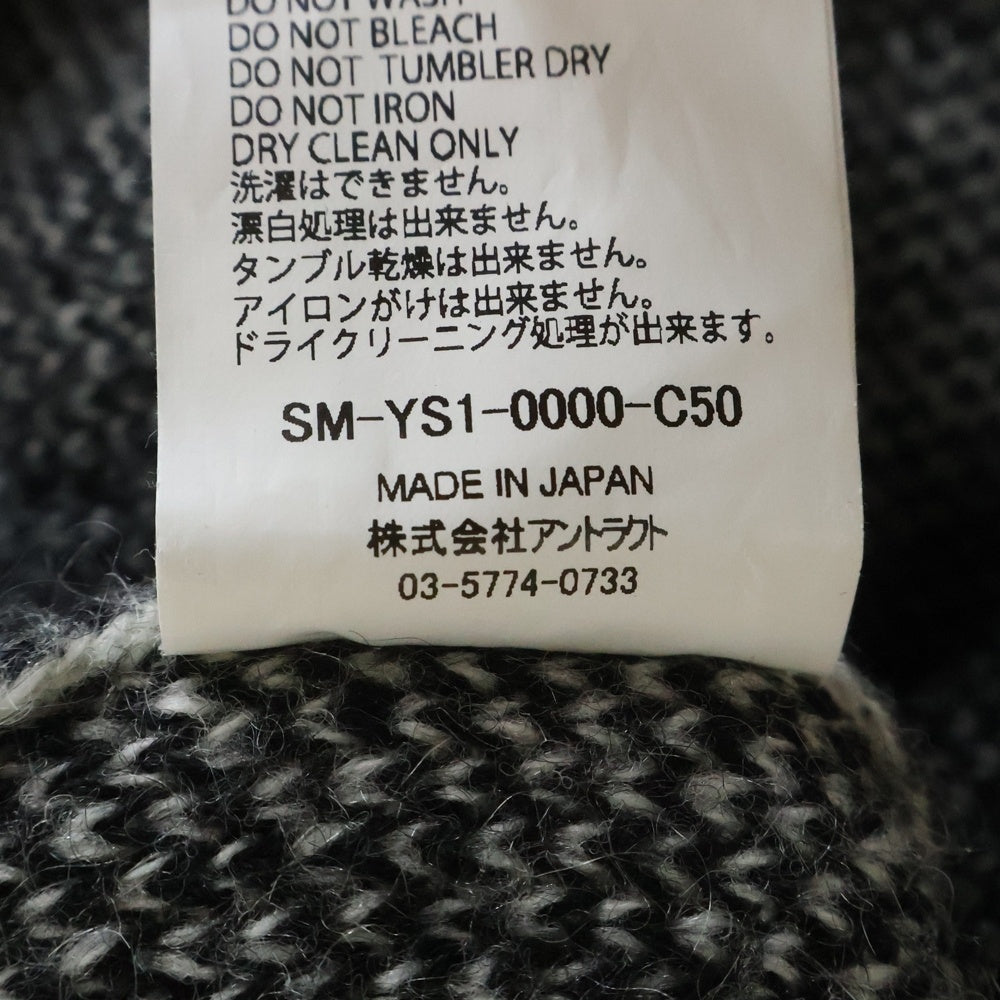 DO NOT WASH
DO NOT BLEACH
DO NOT TUMBLER DRY
DO NOT IRON
DRY CLEAN ONLY
洗濯はできません。
漂白処理は出来ません。
タンブル乾燥は出来ません。
アイロンがけは出来ません。
ドライクリーニング処理が出来ます。
SM-YS1-0000-C50
MADE IN JAPAN
株式会社アントラクト
03-5774-0733